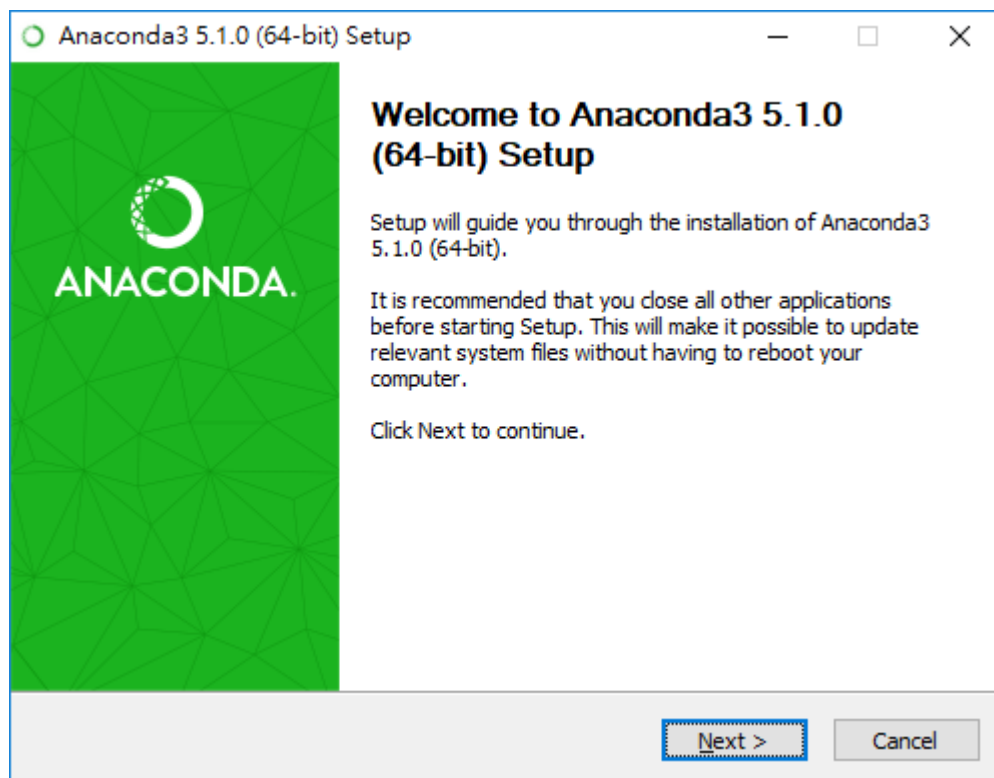 Anaconda3 5.1.0 (64-bit) Setup
ANACONDA.
Welcome to Anaconda3 5.1.0
(64-bit) Setup
Setup will guide you through the installation of Anaconda3
5.1.0 (64-bit).
It is recommended that you close all other applications
before starting Setup. This will make it possible to update
relevant system files without having to reboot your
computer.
Click Next to continue.
Next >
Cancel